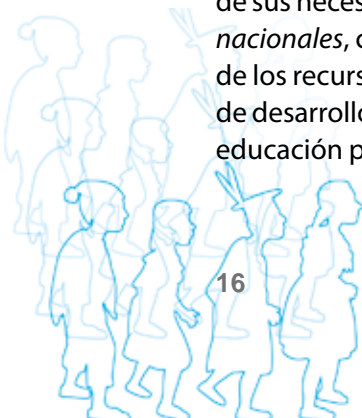 de sus neces
nacionales, 
de los recurs
de desarrollo
educación p
16